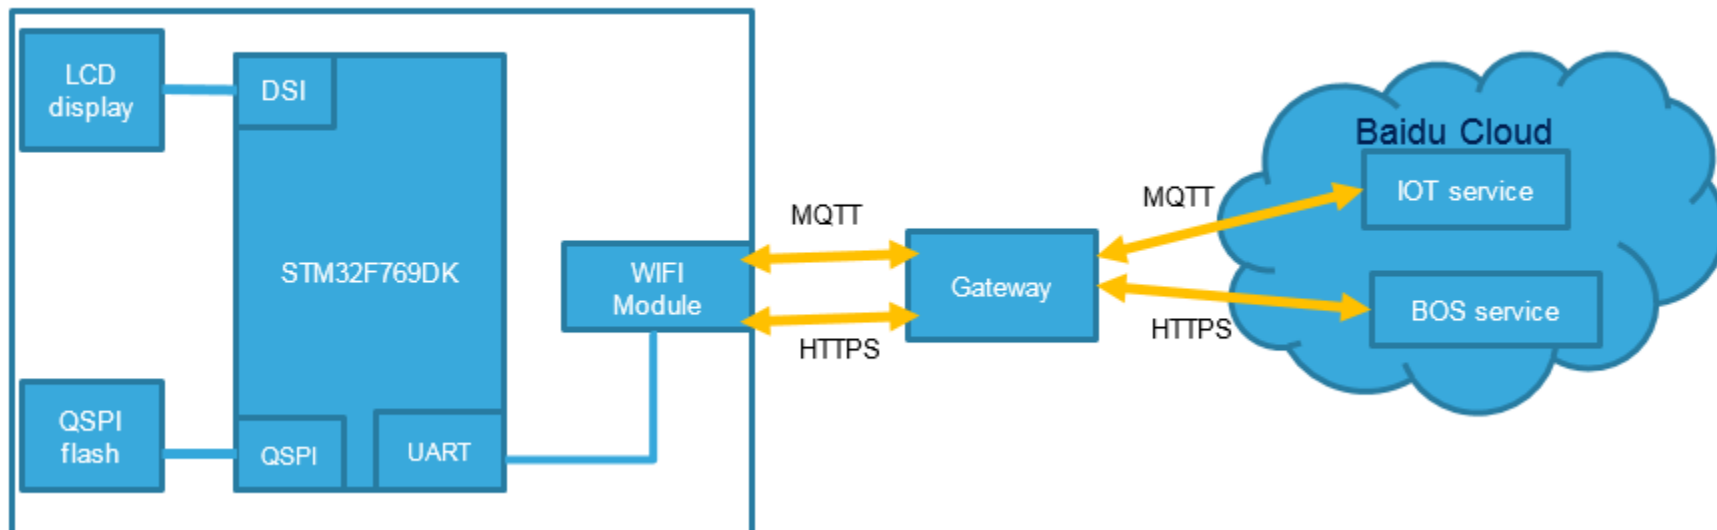 LCD
display
DSI
STM32F769DK
QSPI
flash
QSPI
UART
WIFI
Module
MQTT
HTTPS
Gateway
MQTT
HTTPS
Baidu Cloud
IOT service
BOS service